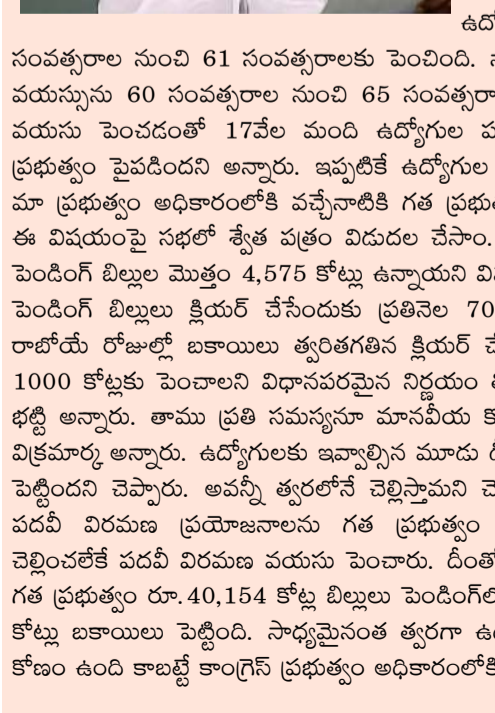 ఉద్యో
సంవత్సరాల నుంచి 61 సంవత్సరాలకు పెంచింది.
వయస్సును 60 సంవత్సరాల నుంచి 65 సంవత్సరా
వయసు పెంచడంతో 17వేల మంది ఉద్యోగుల ప
ప్రభుత్వం పైపడిందని అన్నారు. ఇప్పటికే ఉద్యోగుల
మా ప్రభుత్వం అధికారంలోకి వచ్చేనాటికి గత ప్రభు
ఈ విషయంపై సభలో శ్వేత పత్రం విడుదల చేసాం.
పెండింగ్ బిల్లుల మొత్తం 4,575 కోట్లు ఉన్నాయని వి
పెండింగ్ బిల్లులు క్లియర్ చేసేందుకు ప్రతినెల 70
రాబోయే రోజుల్లో బకాయిలు త్వరితగతిన క్లియర్ చే
1000 కోట్లకు పెంచాలని విధానపరమైన నిర్ణయం
భట్టి అన్నారు. తాము ప్రతి సమస్యనూ మానవీయ కో
విక్రమార్క అన్నారు. ఉద్యోగులకు ఇవ్వాల్సిన మూడు
పెట్టిందని చెప్పారు. అవన్నీ త్వరలోనే చెల్లిస్తామని చె
పదవీ విరమణ ప్రయోజనాలను గత ప్రభుత్వం
చెల్లించలేకే పదవీ విరమణ వయసు పెంచారు. దీంతో
గత ప్రభుత్వం రూ.40,154 కోట్ల బిల్లులు పెండింగ్‌లో
కోట్లు బకాయిలు పెట్టింది. సాధ్యమైనంత త్వరగా ఉ
కోణం ఉంది కాబట్టే కాంగ్రెస్ ప్రభుత్వం అధికారంలోకి